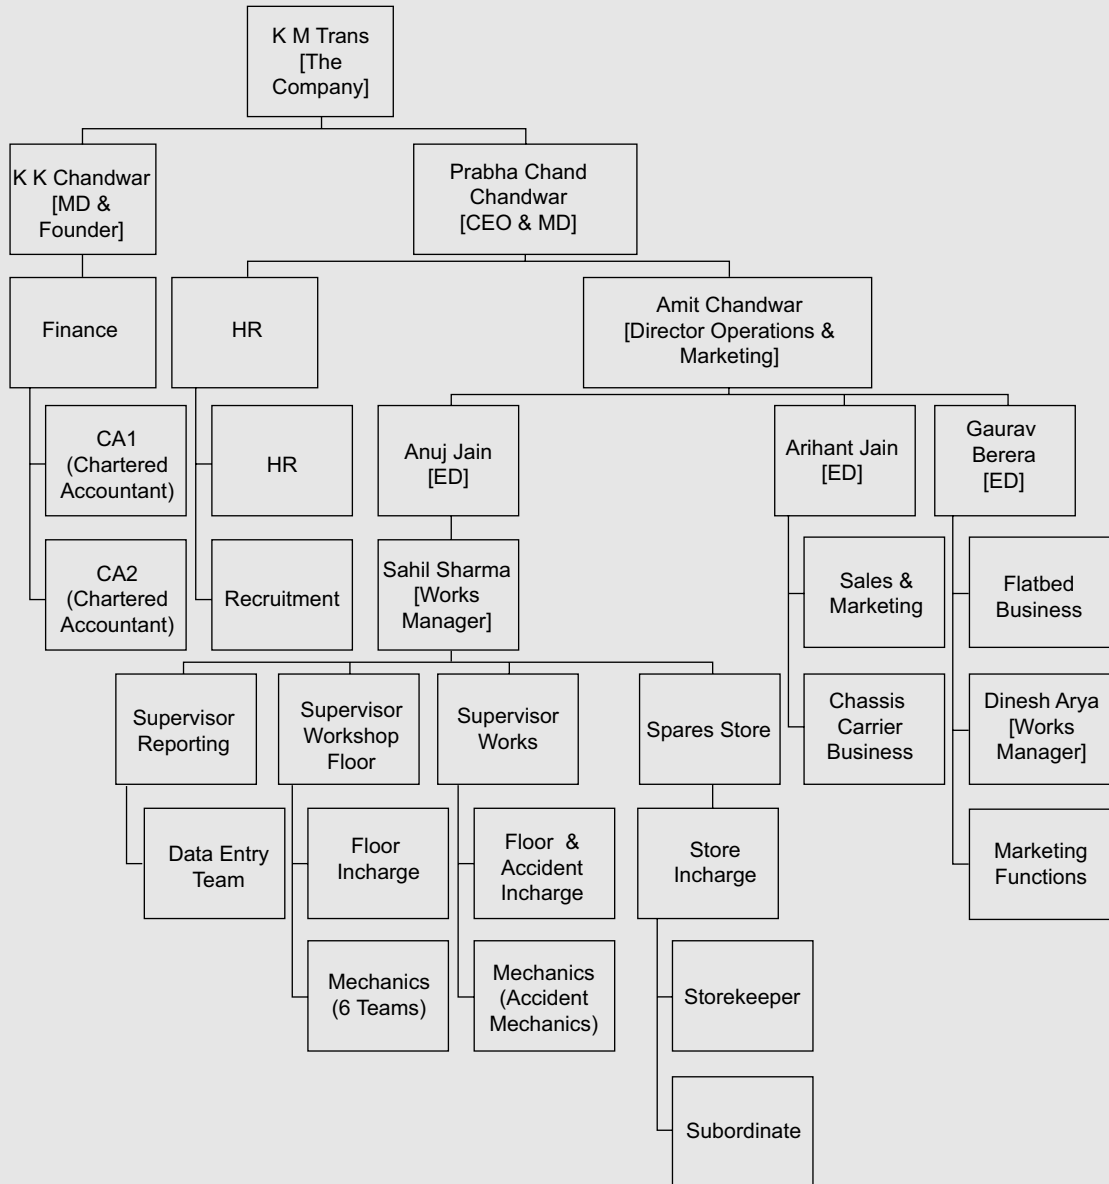 K M Trans
[The
Company]
K K Chandwar
[MD &
Founder]
Prabha Chand
Chandwar
[CEO & MD]
Finance
HR
Amit Chandwar
[Director Operations &
Marketing]
CA1
(Chartered
Accountant)
HR
Anuj Jain
[ED]
Arihant Jain
[ED]
Gaurav
Berera
[ED]
CA2
(Chartered
Accountant)
Recruitment
Sahil Sharma
[Works
Manager]
Sales &
Marketing
Flatbed
Business
Supervisor
Reporting
Supervisor
Workshop
Floor
Supervisor
Works
Spares Store
Chassis
Carrier
Business
Dinesh Arya
[Works
Manager]
Data Entry
Team
Floor
Incharge
Floor & 
Accident
Incharge
Store
Incharge
Marketing
Functions
Mechanics
(6 Teams)
Mechanics
(Accident
Mechanics)
Storekeeper
Subordinate